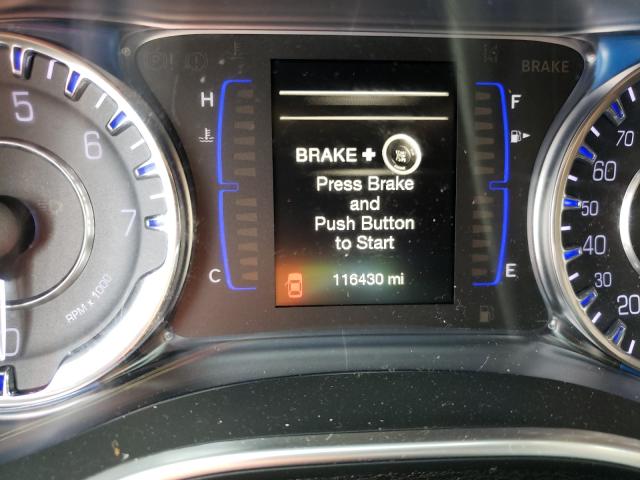 BRAKE
5
H
F
70
6
60
BRAKE +
Press Brake
and
Push Button
to Start
7
50
40
C
116430 mi
E
30
RPM x 1000
20
0